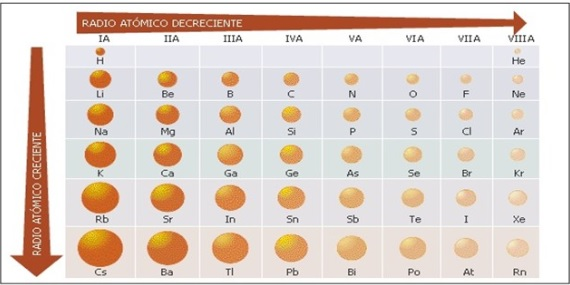 RADIO ATÓMICO DECRECIENTE
IA IIA IIIA IVA VA VIA VIIA VIIIA
H He
Li Be B C N O F Ne
Na Mg Al Si P S Cl Ar
K Ca Ga Ge As Se Br Kr
Rb Sr In Sn Sb Te I Xe
Cs Ba Tl Pb Bi Po At Rn
RADIO ATÓMICO CRECIENTE